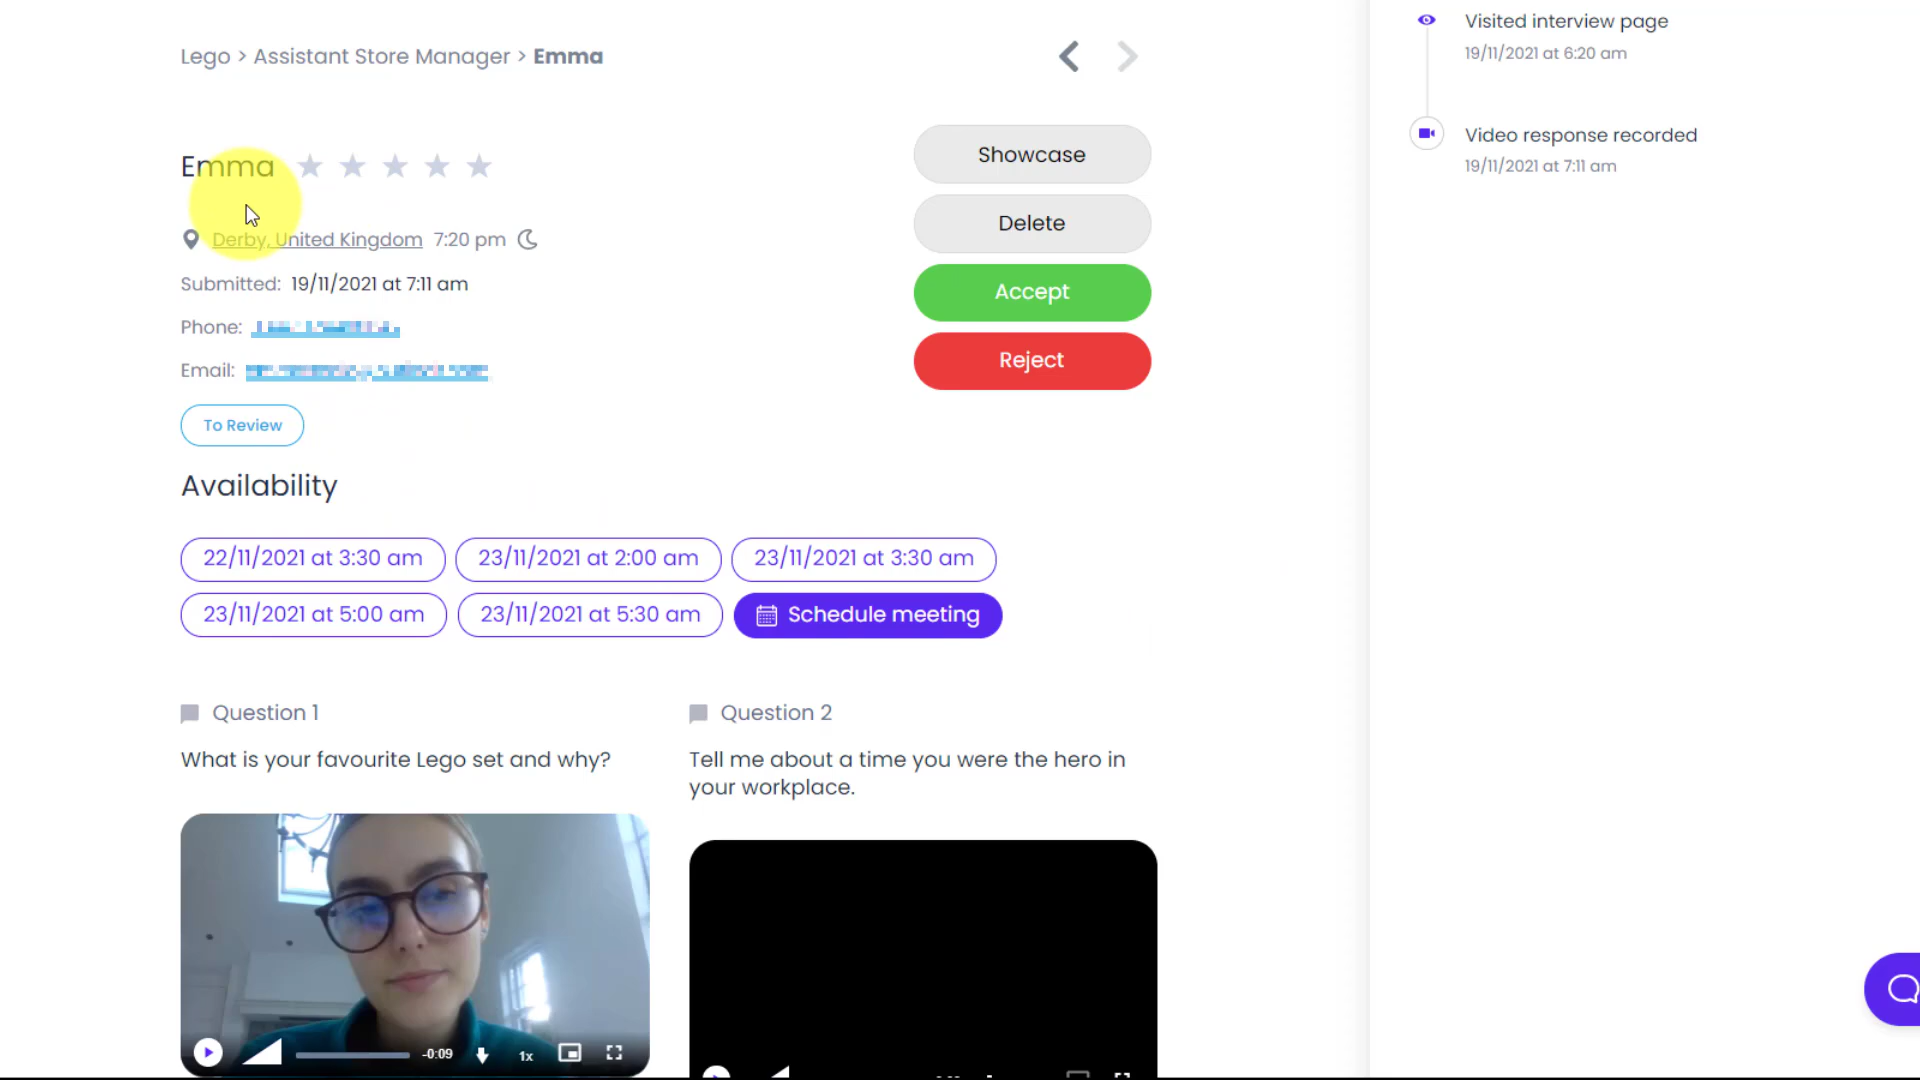 Lego > Assistant Store Manager > Emma
Emma
Derby, United Kingdom 7:20 pm
Submitted: 19/11/2021 at 7:11 am
Phone:
Email:
To Review
Showcase
Delete
Accept
Reject
Availability
22/11/2021 at 3:30 am
23/11/2021 at 2:00 am
23/11/2021 at 3:30 am
23/11/2021 at 5:00 am
23/11/2021 at 5:30 am
Schedule meeting
Question 1
What is your favourite Lego set and why?
-0:09
1x
Question 2
Tell me about a time you were the hero in
your workplace.
Visited interview page
19/11/2021 at 6:20 am
Video response recorded
19/11/2021 at 7:11 am